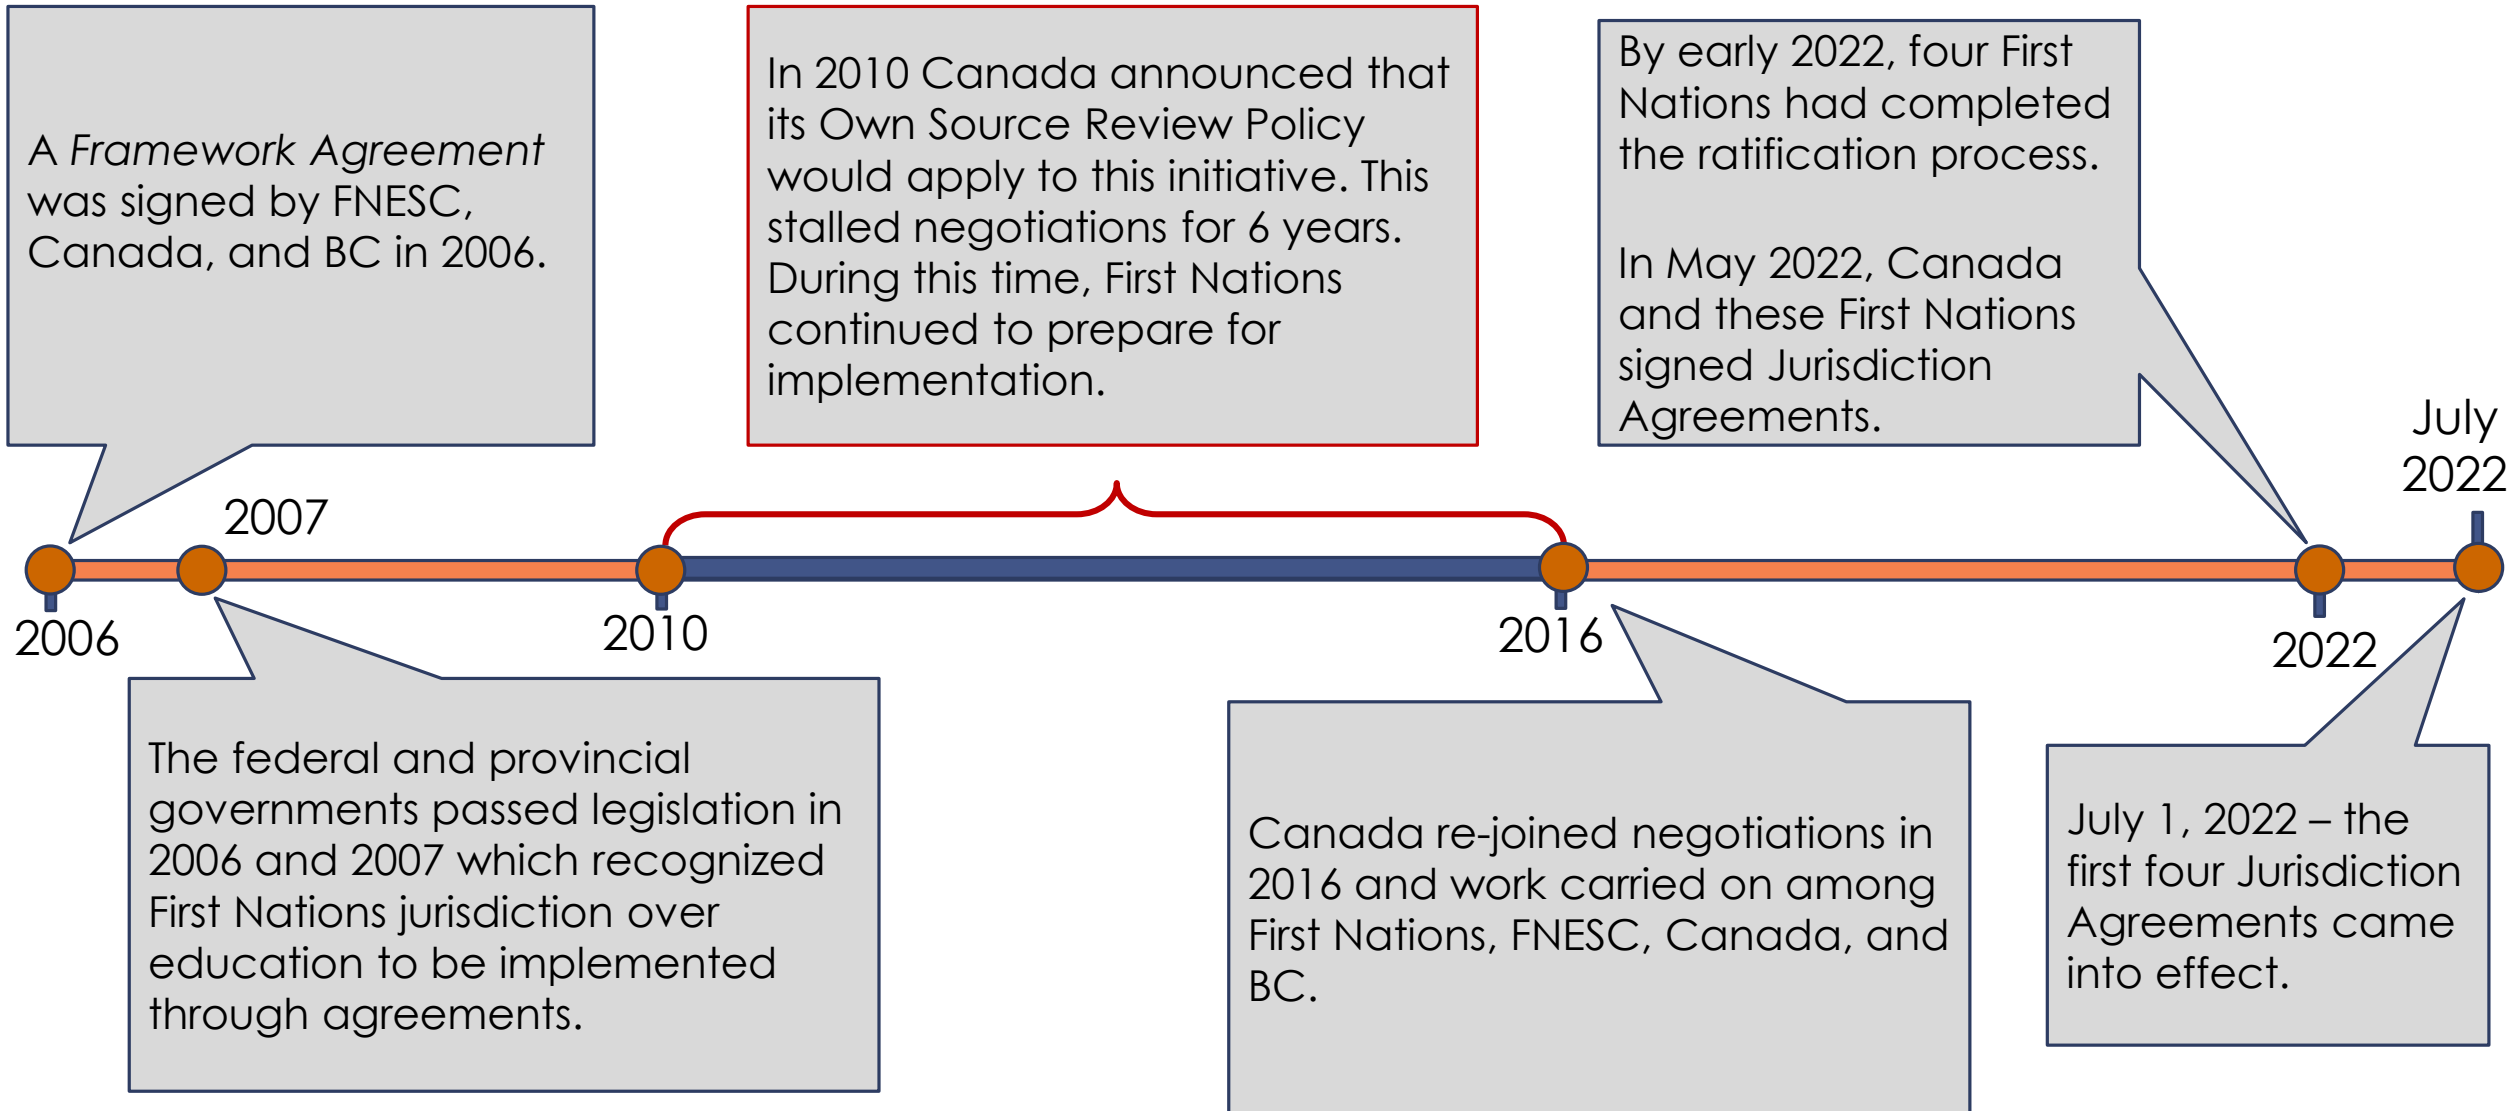 A Framework Agreement
was signed by FNESC,
Canada, and BC in 2006.
In 2010 Canada announced that
its Own Source Review Policy
would apply to this initiative. This
stalled negotiations for 6 years.
During this time, First Nations
continued to prepare for
implementation.
By early 2022, four First
Nations had completed
the ratification process.
In May 2022, Canada
and these First Nations
signed Jurisdiction
Agreements.
July
2022
2007
2006
2010
2016
2022
The federal and provincial
governments passed legislation in
2006 and 2007 which recognized
First Nations jurisdiction over
education to be implemented
through agreements.
Canada re-joined negotiations in
2016 and work carried on among
First Nations, FNESC, Canada, and
BC.
July 1, 2022 – the
first four Jurisdiction
Agreements came
into effect.